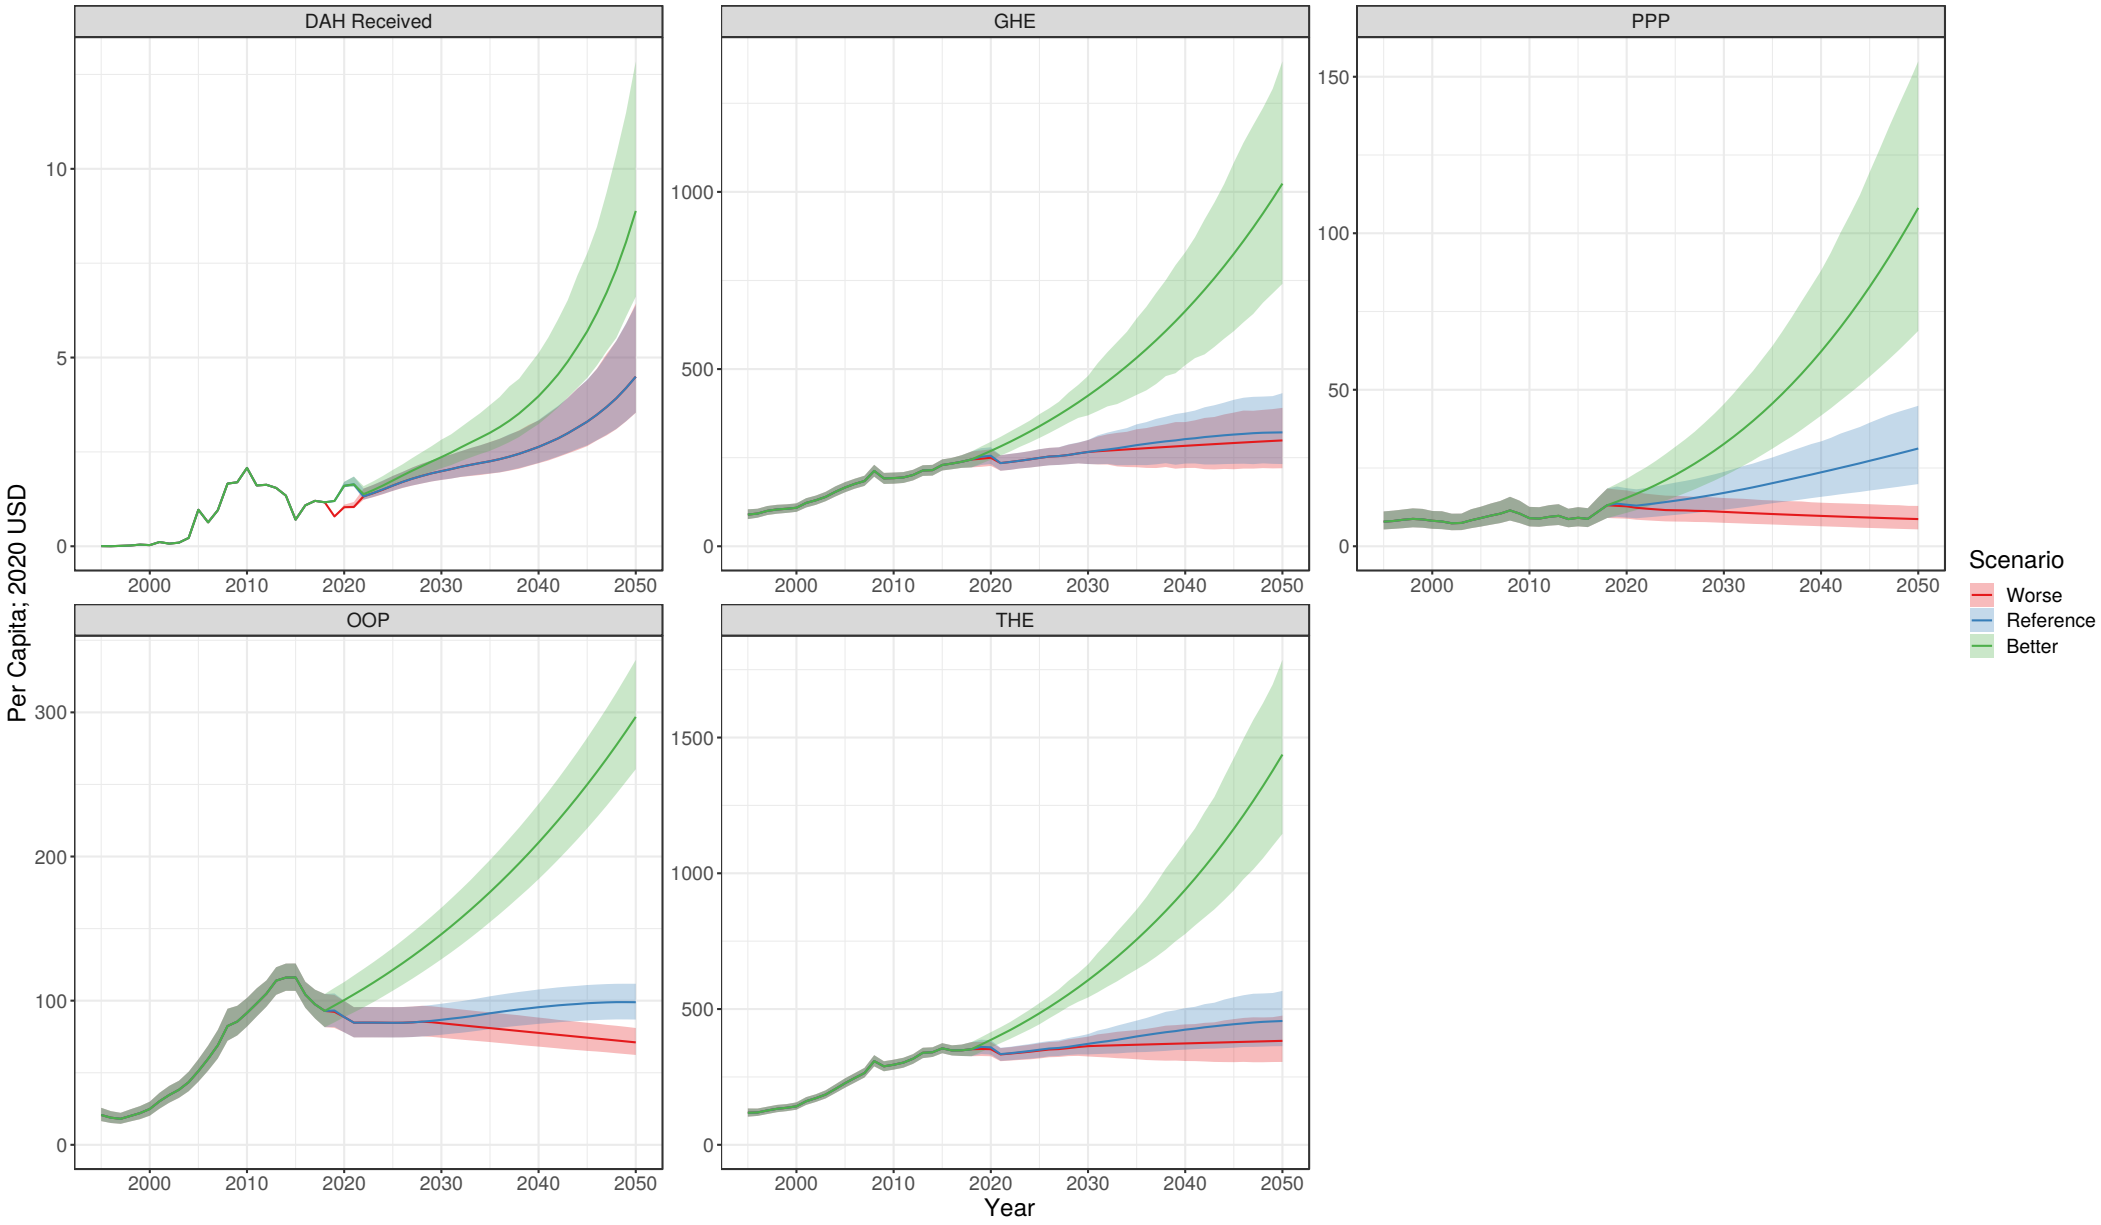 DAH Received
GHE
PPP
10
5
0
2000 2010 2020 2030 2040 2050
1000
500
0
2000 2010 2020 2030 2040 2050
150
100
50
0
2000 2010 2020 2030 2040 2050
Per Capita; 2020 USD
OOP
THE
300
200
100
0
2000 2010 2020 2030 2040 2050
1500
1000
500
0
2000 2010 2020 2030 2040 2050
Year
Scenario
Worse
Reference
Better